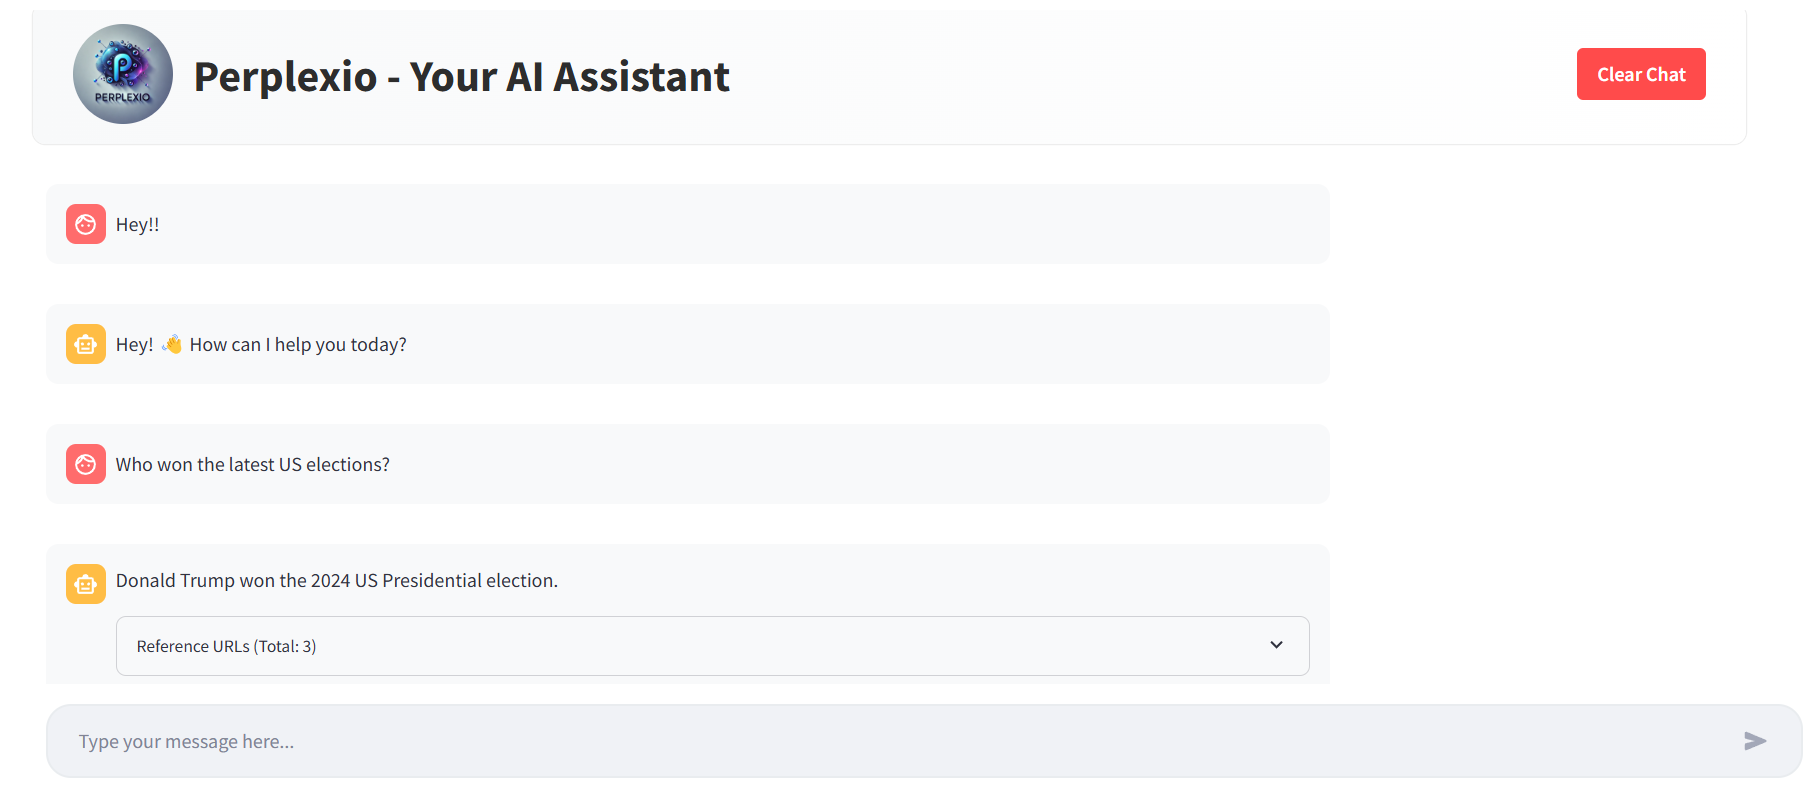 PERPLEXIO
Perplexio - Your AI Assistant
Clear Chat
Hey!!
Hey! 👋 How can I help you today?
Who won the latest US elections?
Donald Trump won the 2024 US Presidential election.
Reference URLs (Total: 3)
Type your message here...